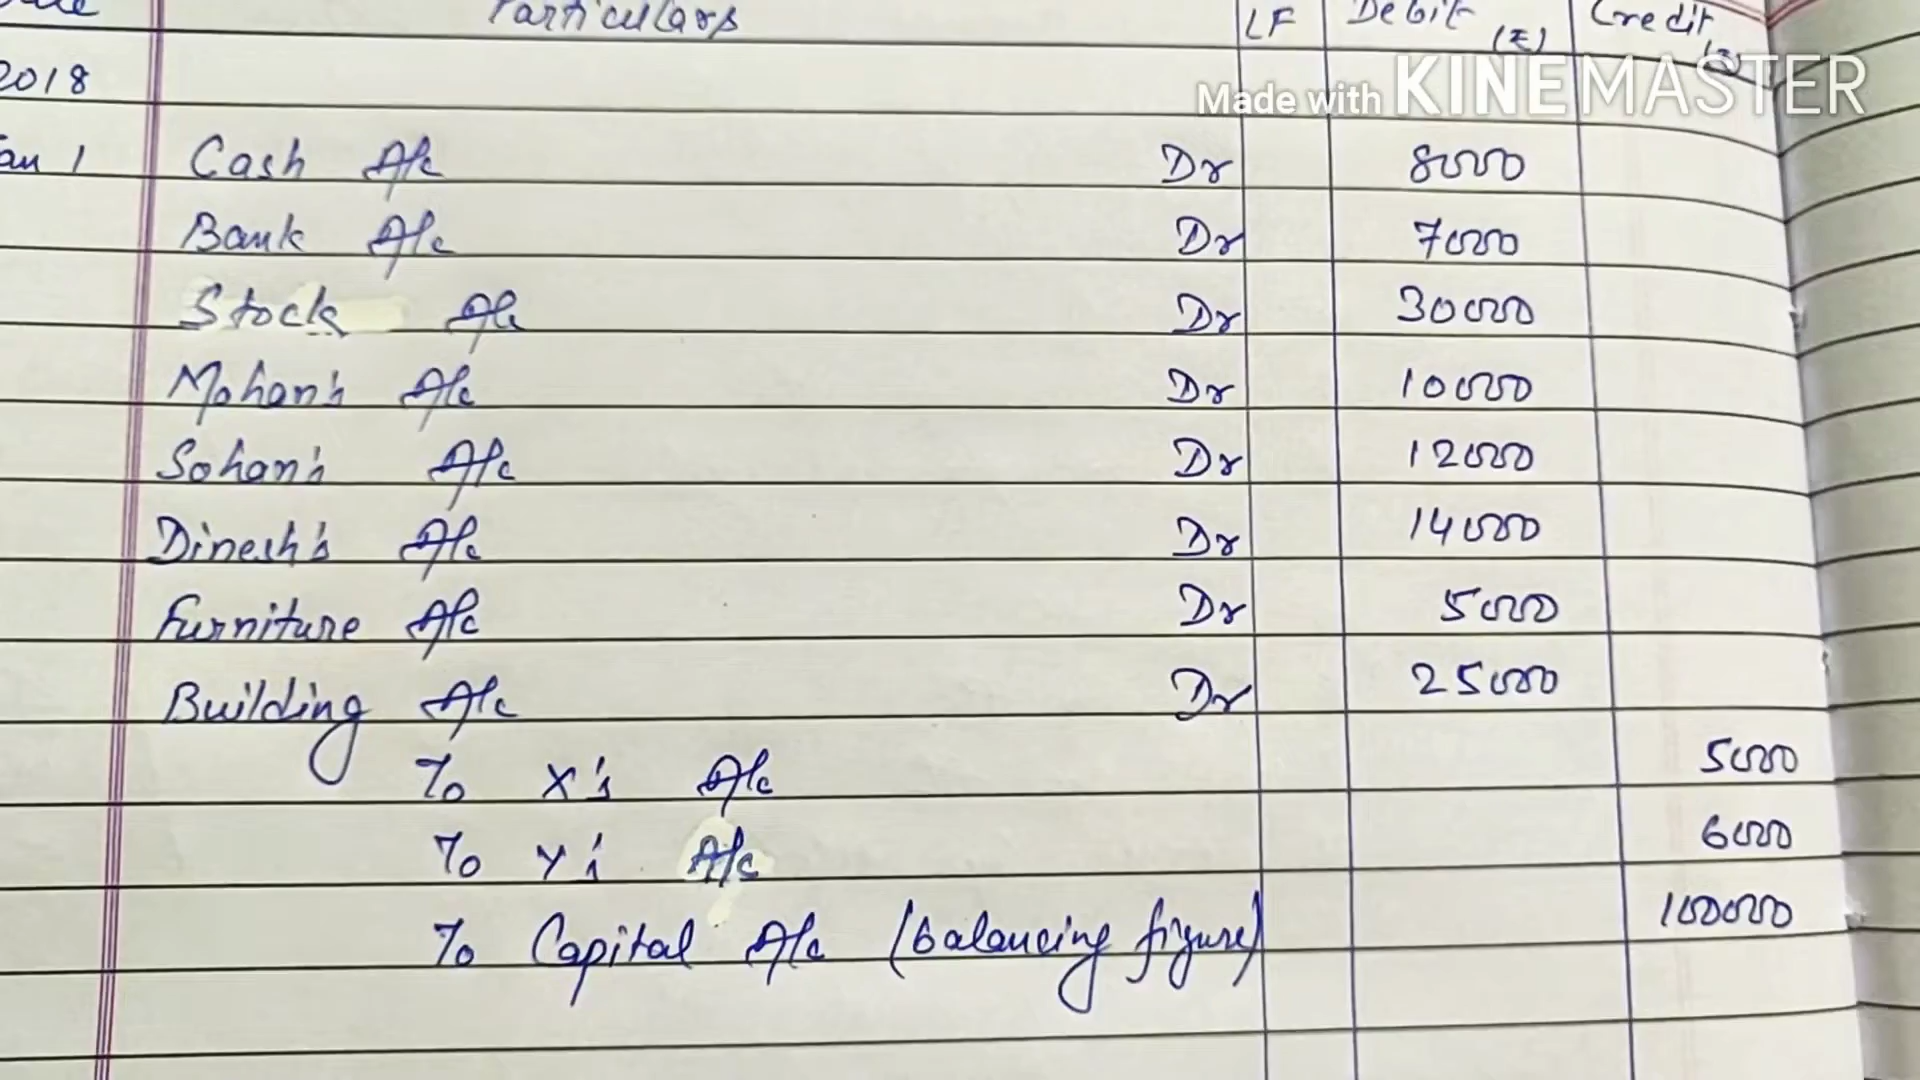 Particulars LF Debit (₹) Credit (₹)
2018
Made with KINEMASTER
Jan 1 Cash A/c Dr 8000
Bank A/c Dr 7000
Stock A/c Dr 30000
Mohan's A/c Dr 10000
Sohan's A/c Dr 12000
Dinesh's A/c Dr 14000
Furniture A/c Dr 5000
Building A/c Dr 25000
To X's A/c 5000
To Y's A/c 6000
To Capital A/c (balancing figure) 100000